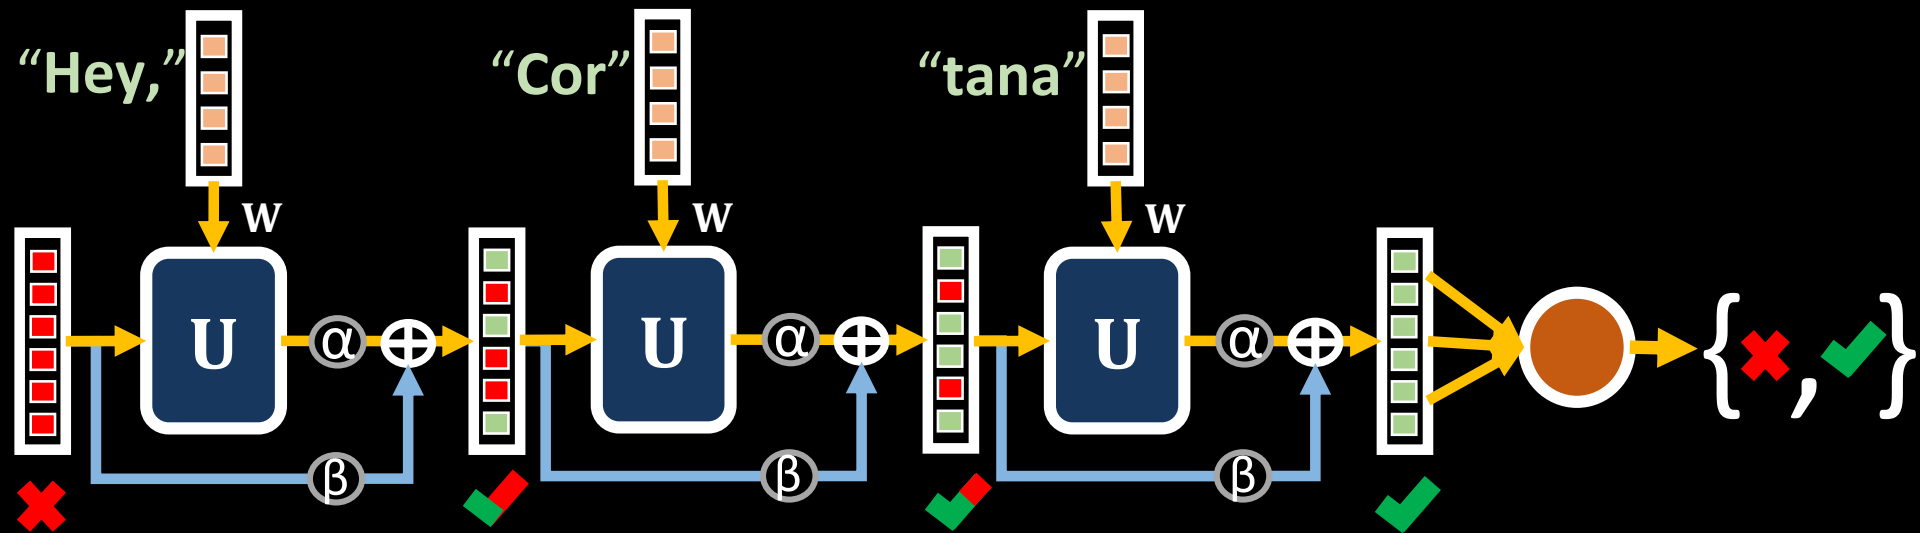 “Hey,” “Cor” “tana”
W W W
U α U α U α { , }
β β β